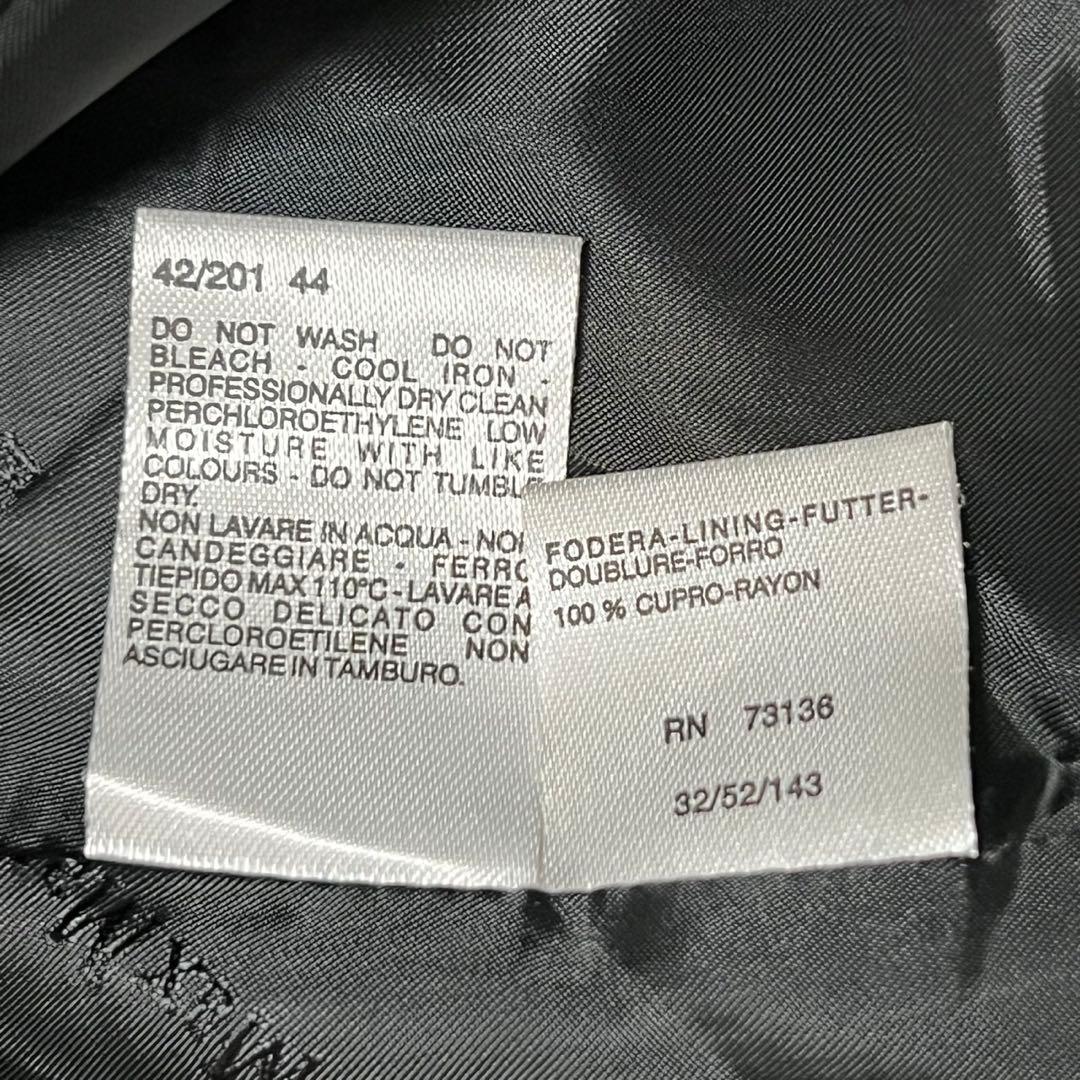 42/201 44
DO NOT WASH DO NOT
BLEACH - COOL IRON -
PROFESSIONALLY DRY CLEAN
PERCHLOROETHYLENE LOW
MOISTURE WITH LIKE
COLOURS - DO NOT TUMBLE
DRY.
NON LAVARE IN ACQUA - NON
CANDEGGIARE - FERRO
TIEPIDO MAX 110°C - LAVARE A
SECCO DELICATO CON
PERCLOROETILENE NON
ASCIUGARE IN TAMBURO.
FODERA-LINING-FUTTER-
DOUBLURE-FORRO
100 % CUPRO-RAYON
RN 73136
32/52/143